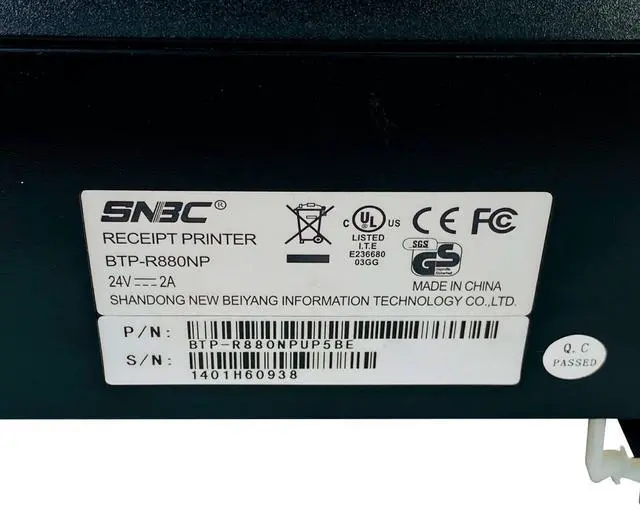 SNBC®
RECEIPT PRINTER
BTP-R880NP
24V⎓2A
C UL US
LISTED
I.T.E
E236680
03GG
CE FC
SGS
GS
MADE IN CHINA
SHANDONG NEW BEIYANG INFORMATION TECHNOLOGY CO.,LTD.
P/N:
BTP-R880NPUP5BE
S/N:
1401H60938
Q.C
PASSED